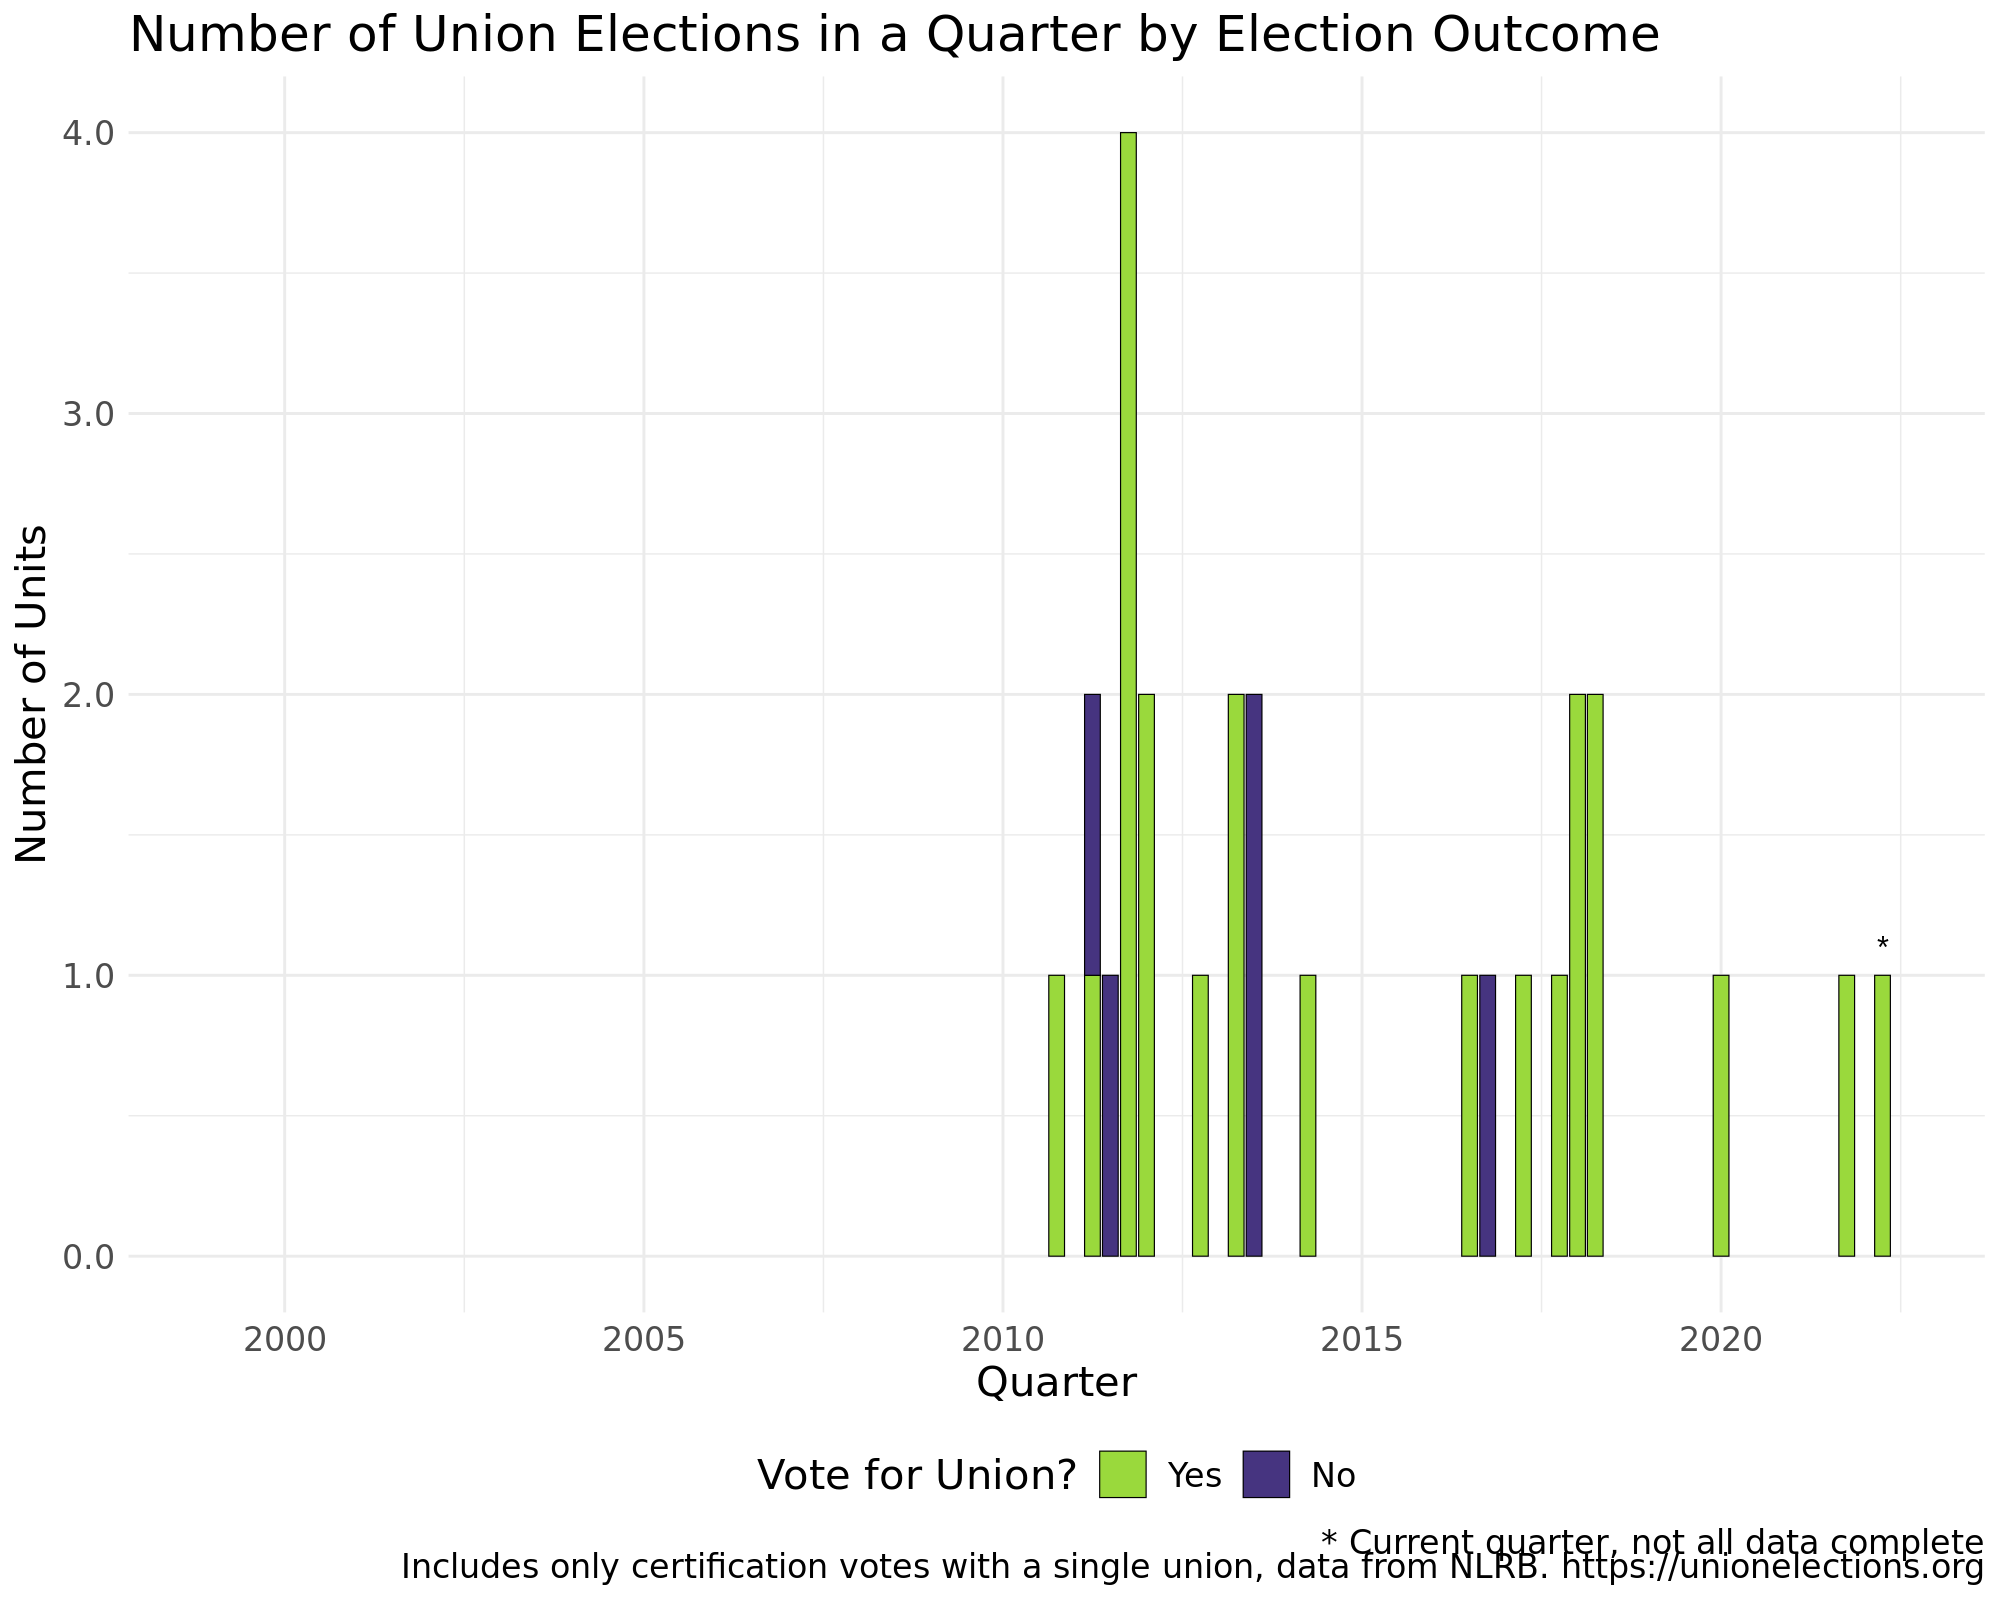 Number of Union Elections in a Quarter by Election Outcome
4.0
3.0
2.0
1.0
0.0
Number of Units
*
2000 2005 2010 2015 2020
Quarter
Vote for Union? Yes No
* Current quarter, not all data complete
Includes only certification votes with a single union, data from NLRB. https://unionelections.org